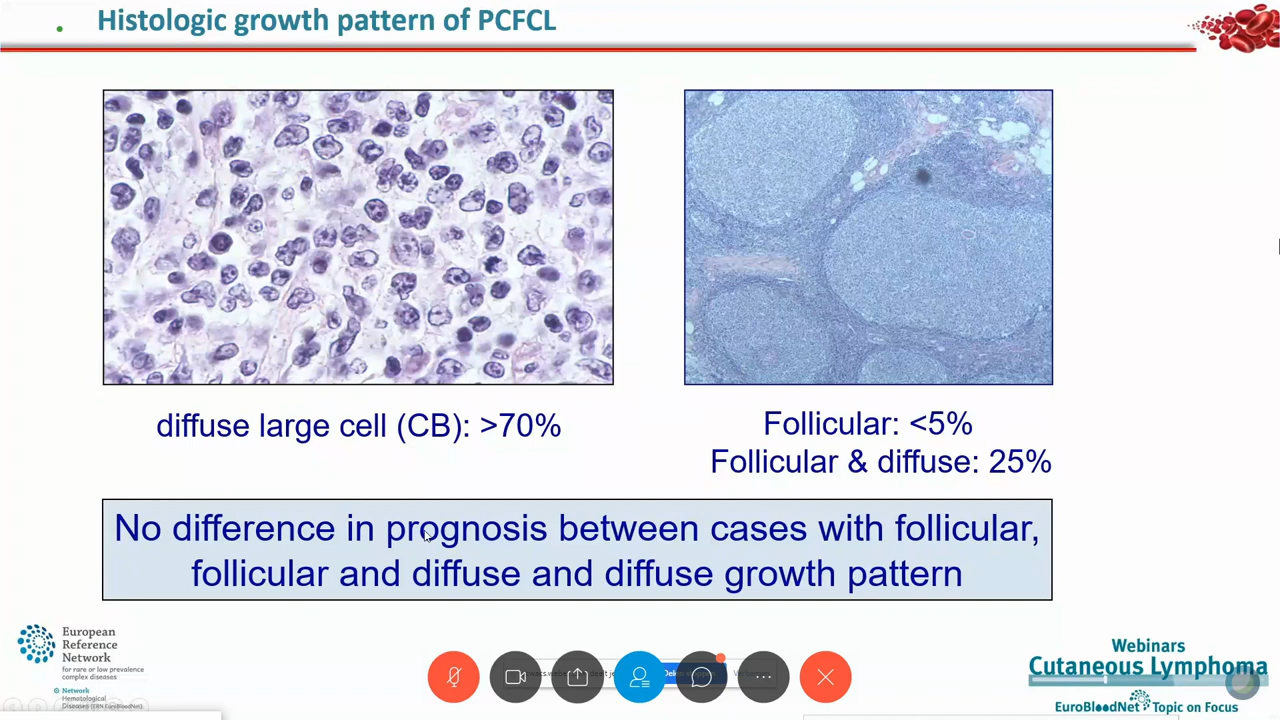 Histologic growth pattern of PCFCL
diffuse large cell (CB): >70%
Follicular: <5%
Follicular & diffuse: 25%
No difference in prognosis between cases with follicular,
follicular and diffuse and diffuse growth pattern
European
Reference
Network
for rare or low prevalence
complex diseases
Network
Hematological
Diseases (ERN EuroBloodNet)
Webinars
Cutaneous Lymphoma
EuroBloodNet Topic on Focus